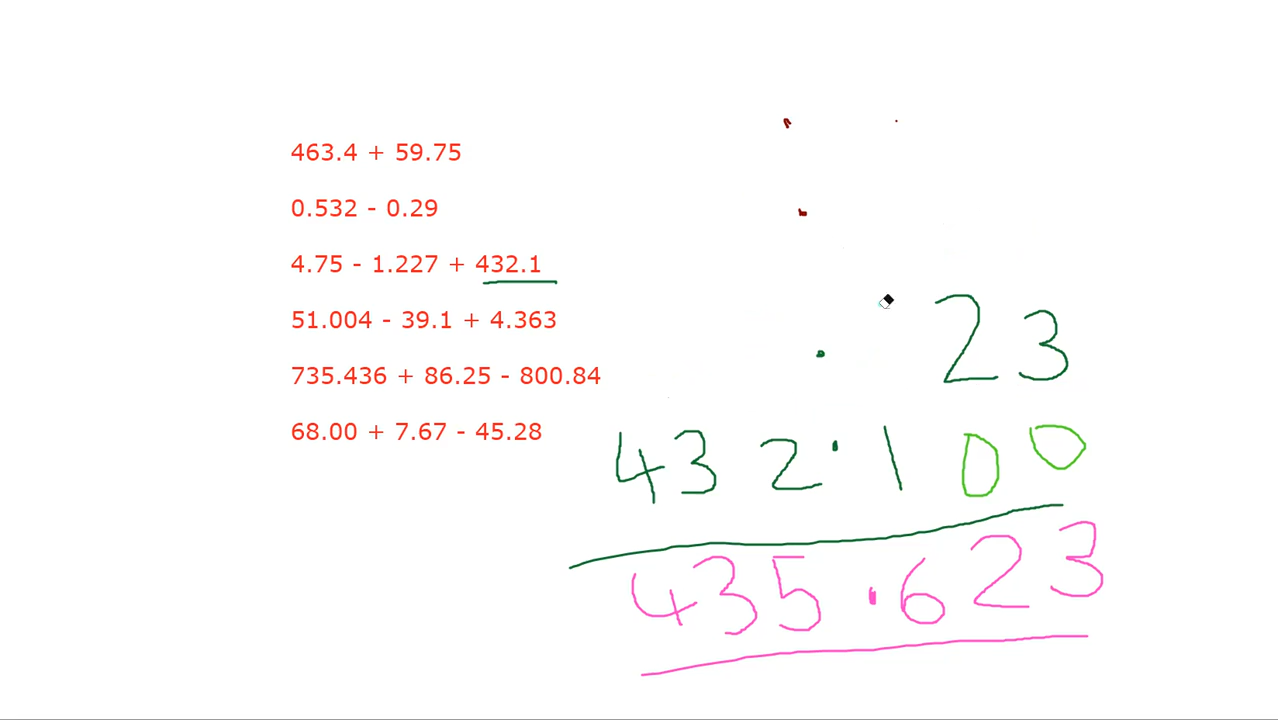 463.4 + 59.75
0.532 - 0.29
4.75 - 1.227 + 432.1
51.004 - 39.1 + 4.363
735.436 + 86.25 - 800.84
68.00 + 7.67 - 45.28
. 23
432.100
435.623